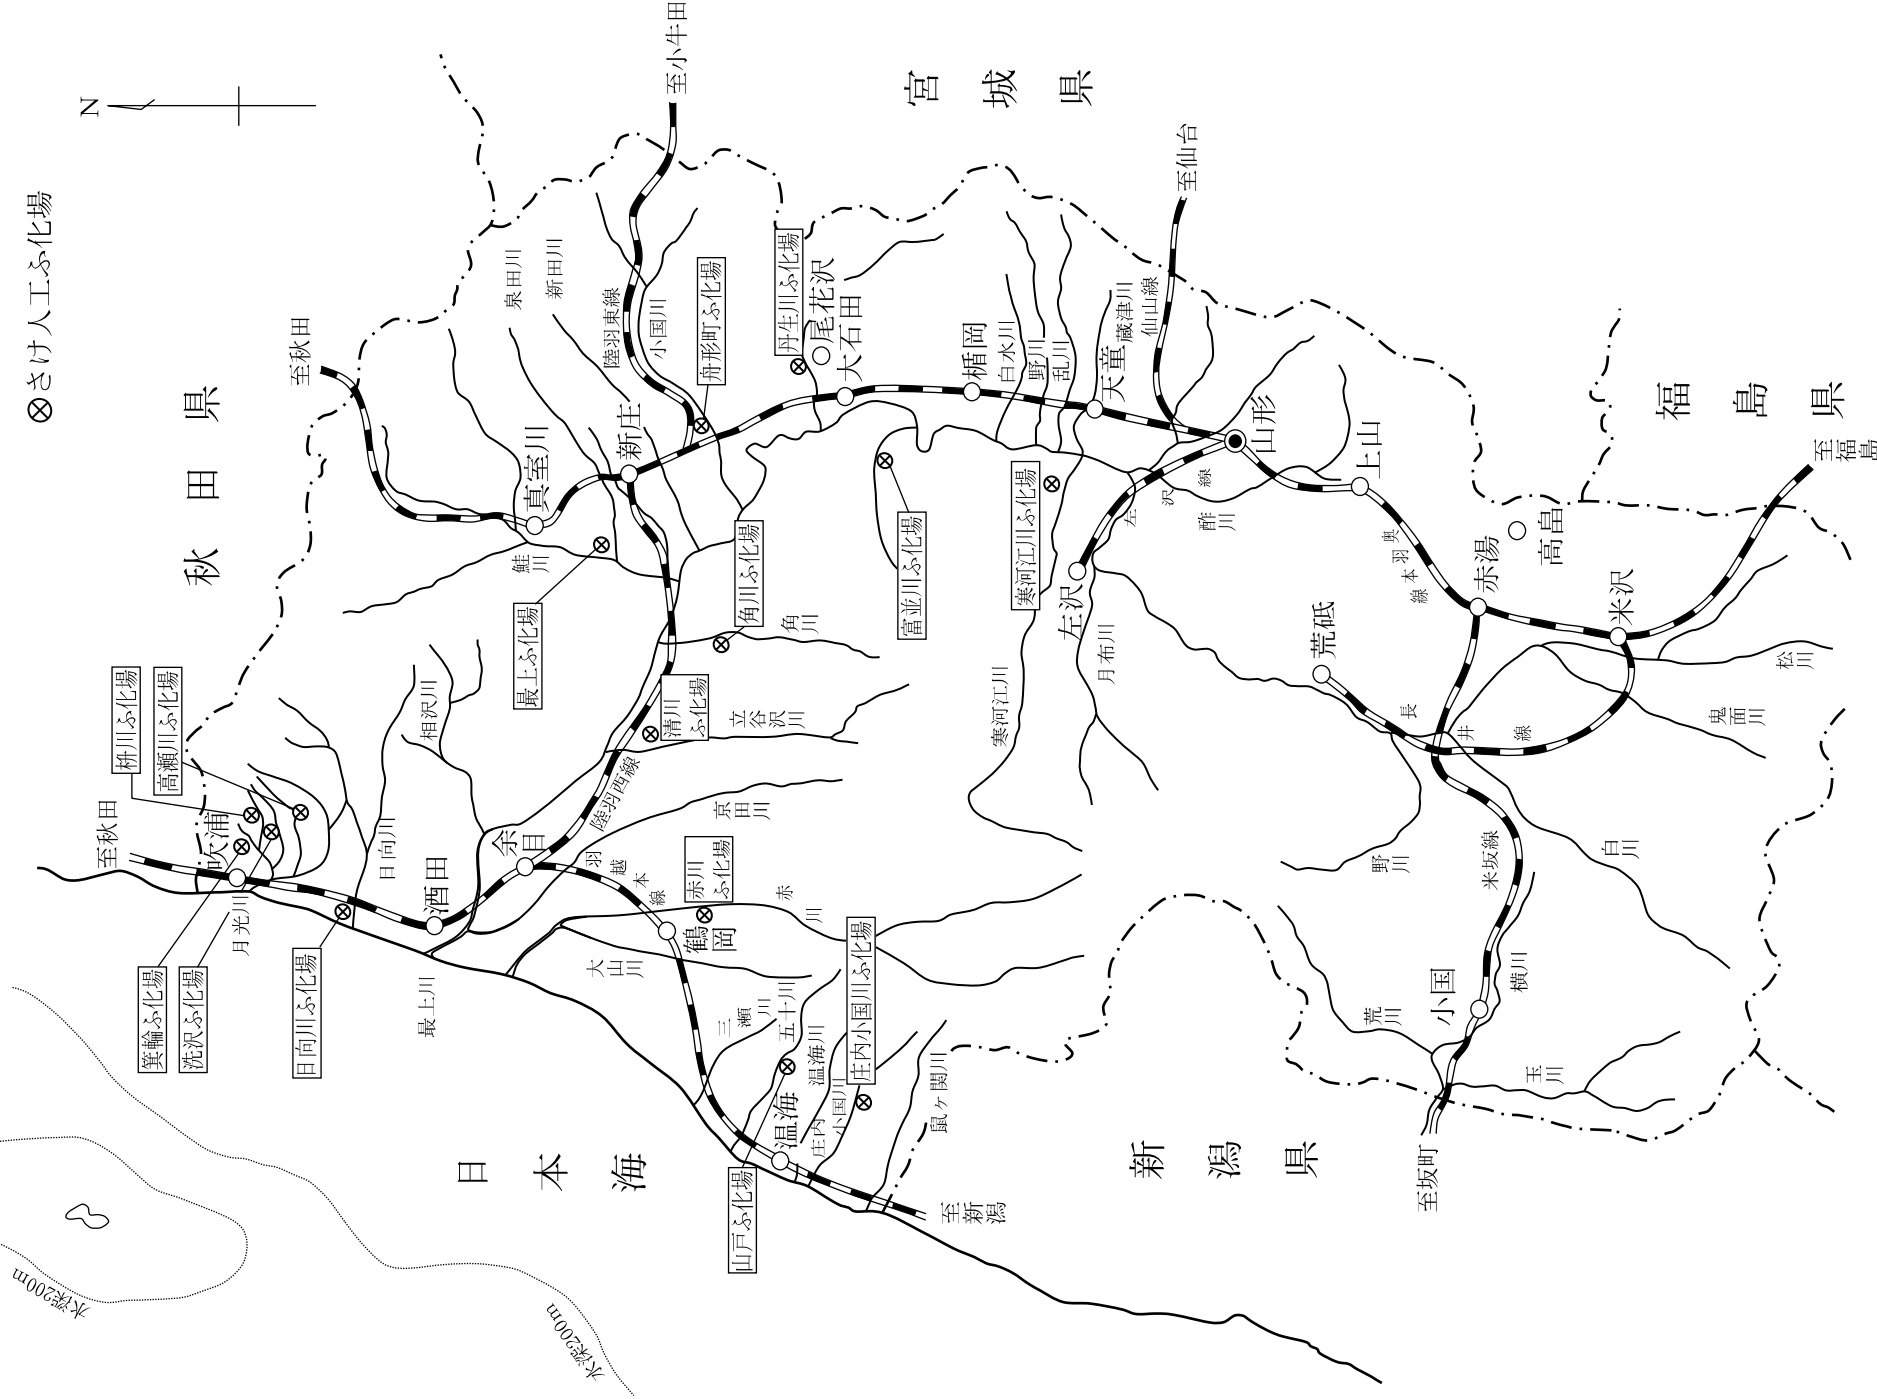 ⊗さけ人工ふ化場
N
秋田県
宮城県
福島県
新潟県
日本海
至秋田
至秋田
至小牛田
至仙台
至福島
至坂町
至新潟
水深200m
水深200m
枡川ふ化場
高瀬川ふ化場
箕輪ふ化場
洗沢ふ化場
日向川ふ化場
最上ふ化場
舟形町ふ化場
丹生川ふ化場
角川ふ化場
清川
ふ化場
富並川ふ化場
寒河江川ふ化場
赤川
ふ化場
庄内小国川ふ化場
山戸ふ化場
吹浦
酒田
余目
鶴岡
温海
真室川
新庄
尾花沢
大石田
楯岡
天童
山形
上山
左沢
荒砥
赤湯
高畠
米沢
小国
月光川
日向川
相沢川
最上川
鮭川
泉田川
新田川
小国川
角川
立谷沢川
京田川
赤川
大山川
三瀬川
五十川
温海川
庄内
小国川
鼠ヶ関川
白水川
野川
乱川
蔵津川
酢川
寒河江川
月布川
松川
鬼面川
白川
野川
横川
荒川
玉川
陸羽東線
陸羽西線
羽越本線
仙山線
左沢線
奥羽本線
長井線
米坂線